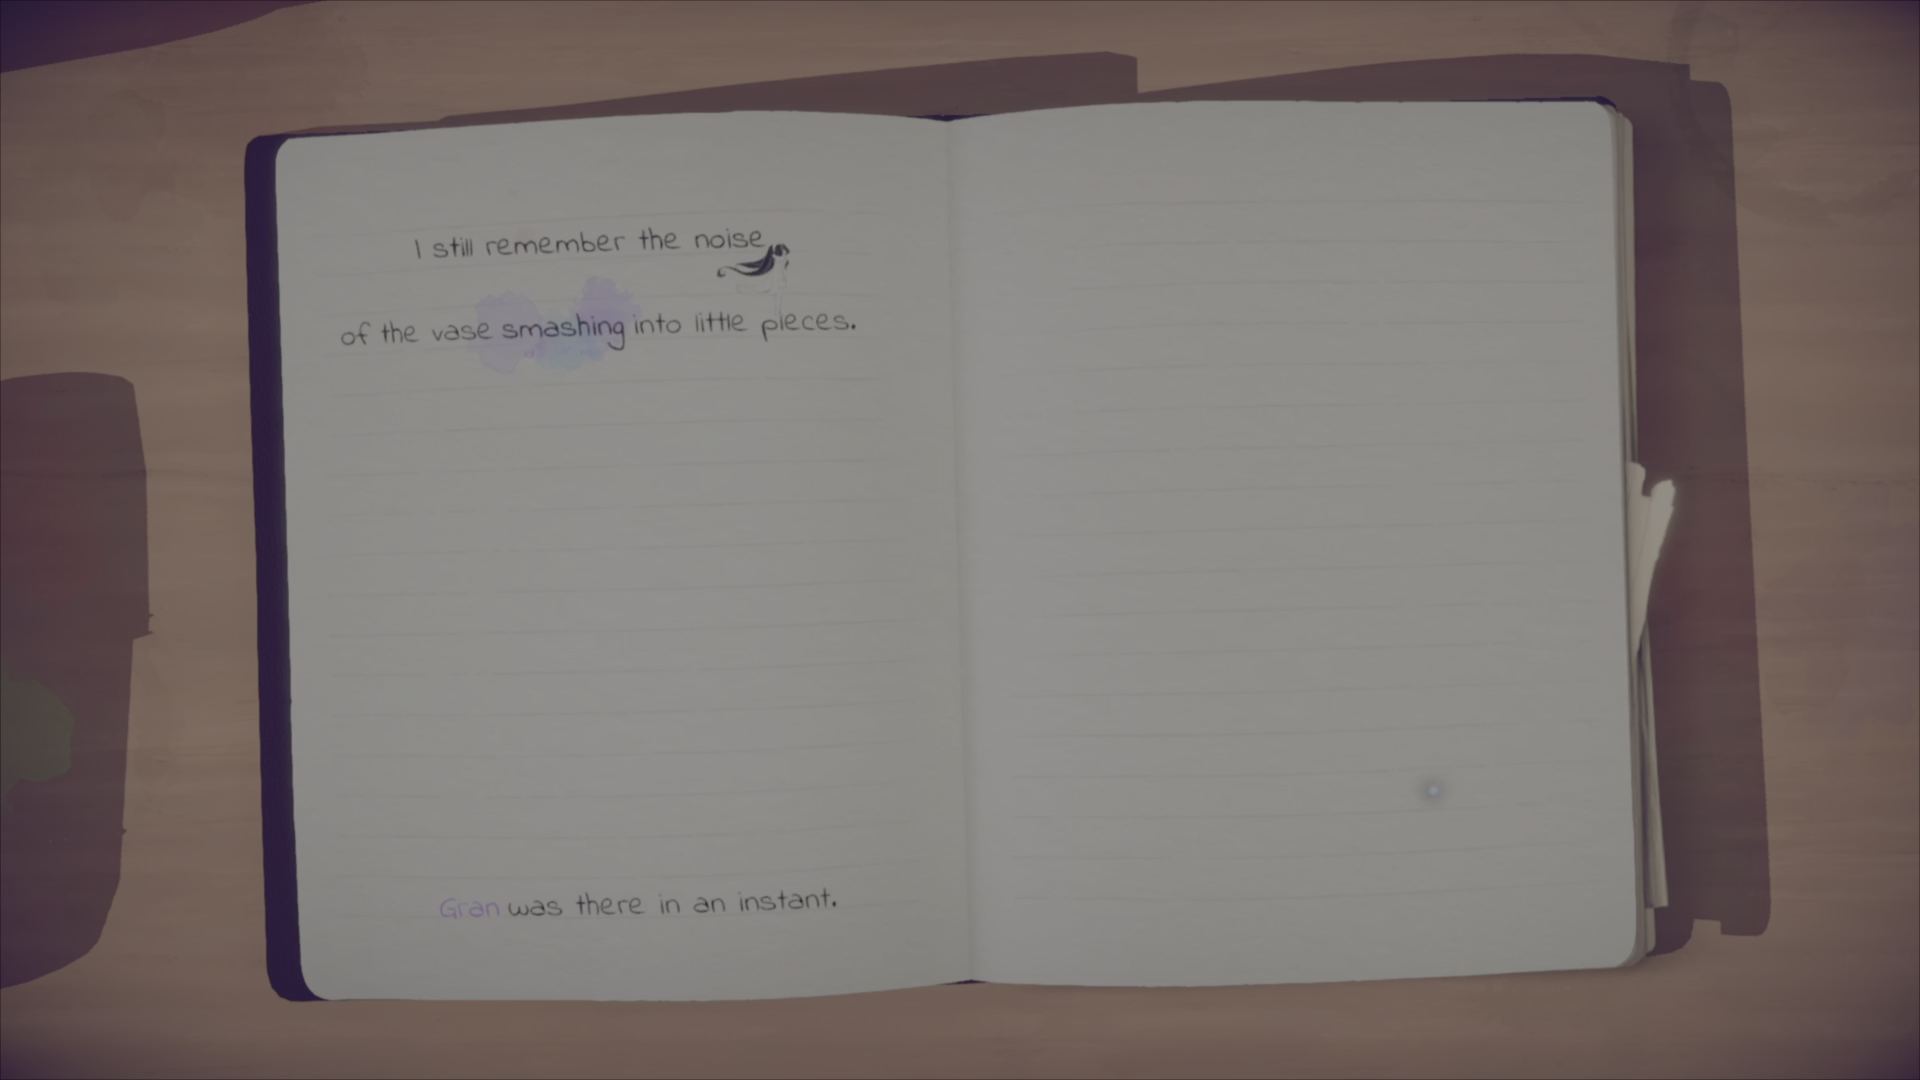 I still remember the noise
of the vase smashing into little pieces.
Gran was there in an instant.